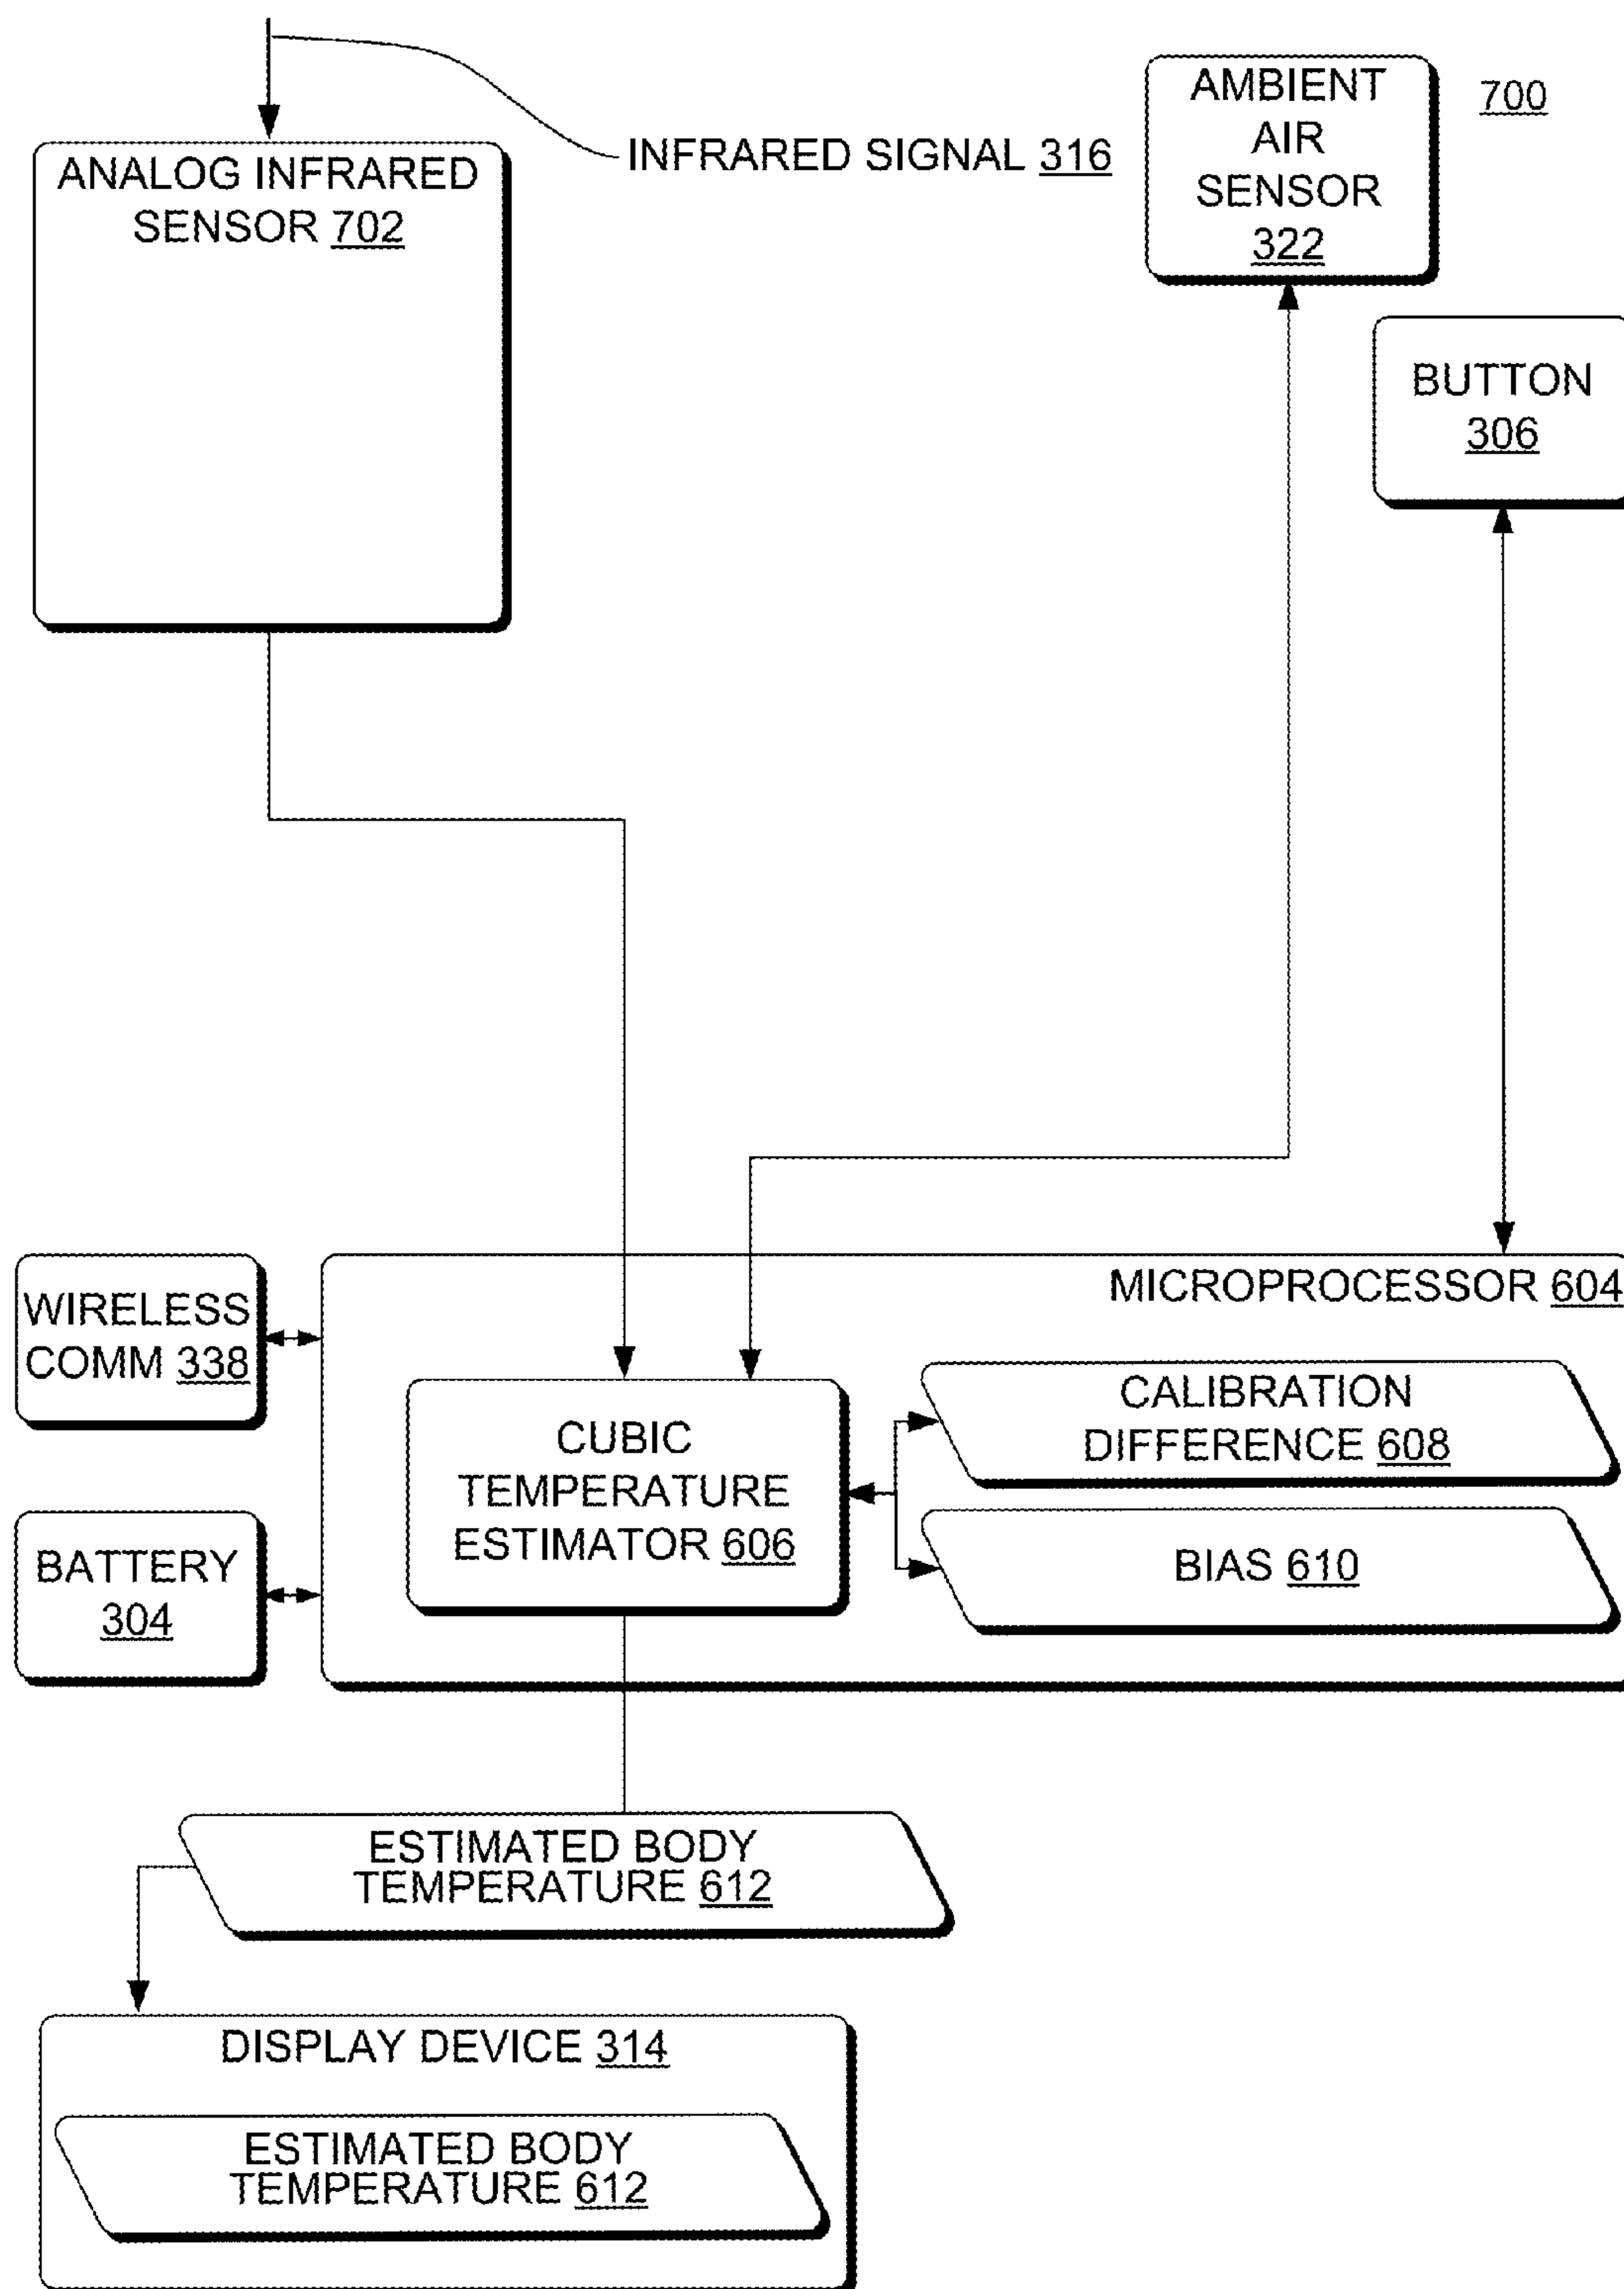 AMBIENT
AIR
SENSOR
322
700
INFRARED SIGNAL 316
ANALOG INFRARED
SENSOR 702
BUTTON
306
MICROPROCESSOR 604
WIRELESS
COMM 338
CALIBRATION
DIFFERENCE 608
CUBIC
TEMPERATURE
ESTIMATOR 606
BATTERY
304
BIAS 610
ESTIMATED BODY
TEMPERATURE 612
DISPLAY DEVICE 314
ESTIMATED BODY
TEMPERATURE 612